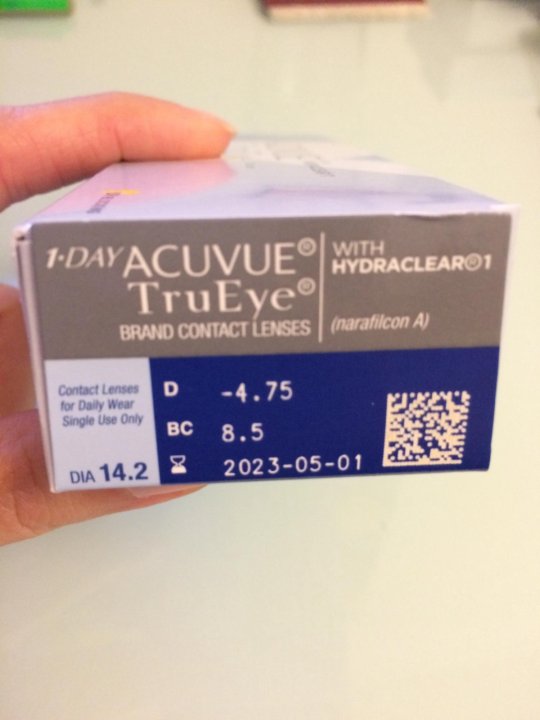 1·DAY ACUVUE®
TruEye®
BRAND CONTACT LENSES
WITH
HYDRACLEAR®1
(narafilcon A)
Contact Lenses
for Daily Wear
Single Use Only
DIA 14.2
D -4.75
BC 8.5
2023-05-01